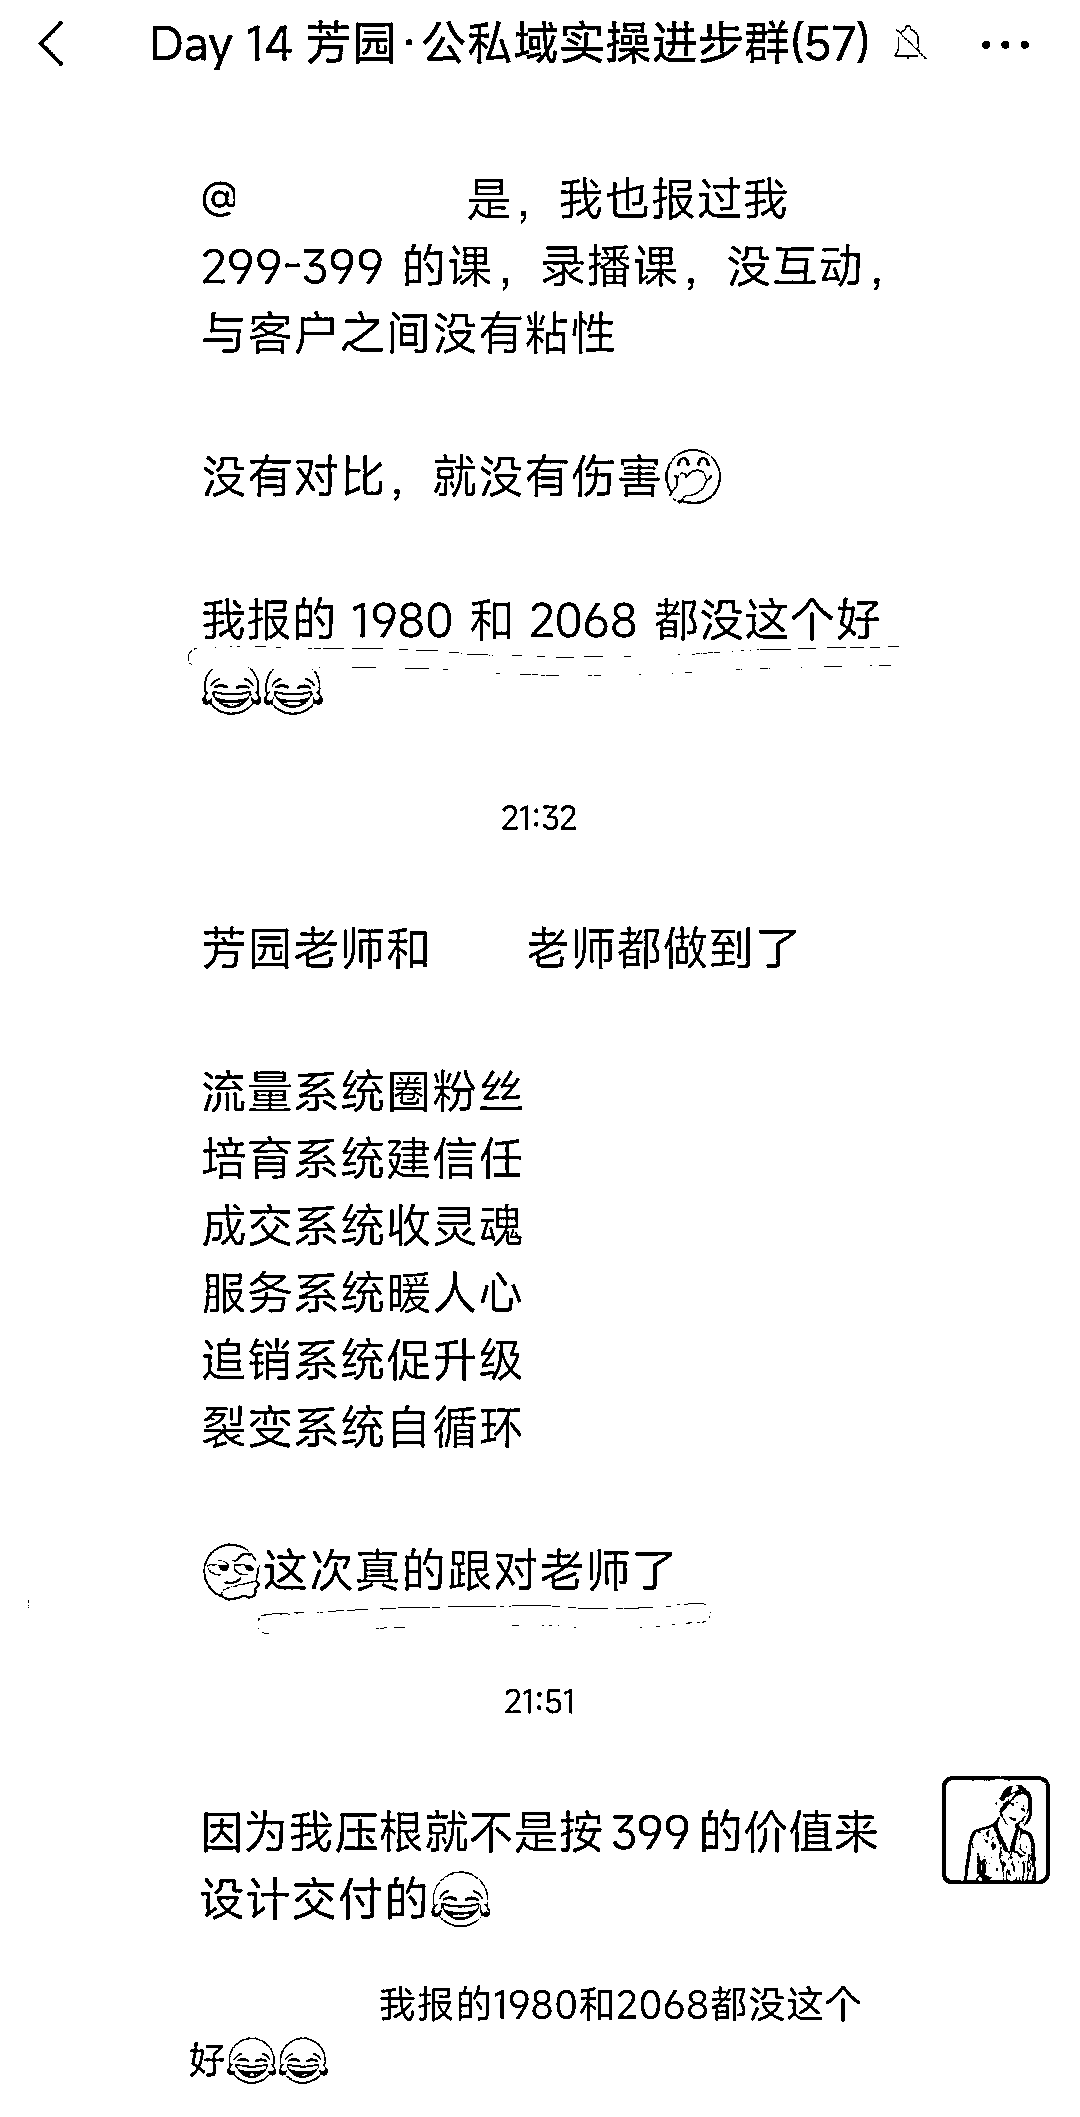 Day 14 芳园·公私域实操进步群(57)
@ 是，我也报过我
299-399 的课，录播课，没互动，
与客户之间没有粘性
没有对比，就没有伤害🤭
我报的 1980 和 2068 都没这个好
😂😂
21:32
芳园老师和 老师都做到了
流量系统圈粉丝
培育系统建信任
成交系统收灵魂
服务系统暖人心
追销系统促升级
裂变系统自循环
🤔这次真的跟对老师了
21:51
因为我压根就不是按399的价值来
设计交付的😂
我报的1980和2068都没这个
好😂😂